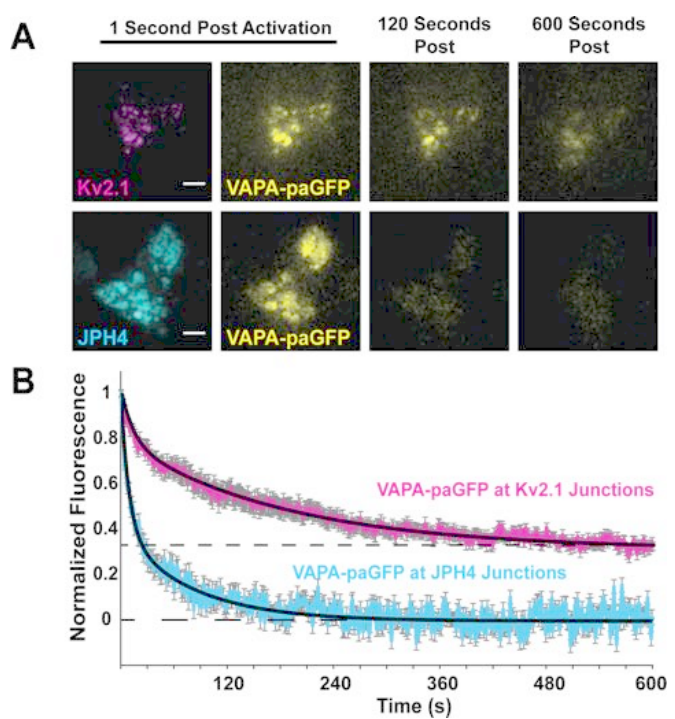 A
1 Second Post Activation
120 Seconds
Post
600 Seconds
Post
Kv2.1
VAPA-paGFP
JPH4
VAPA-paGFP
B
Normalized Fluorescence
1
0.8
0.6
0.4
0.2
0
VAPA-paGFP at Kv2.1 Junctions
VAPA-paGFP at JPH4 Junctions
120
240
360
480
600
Time (s)